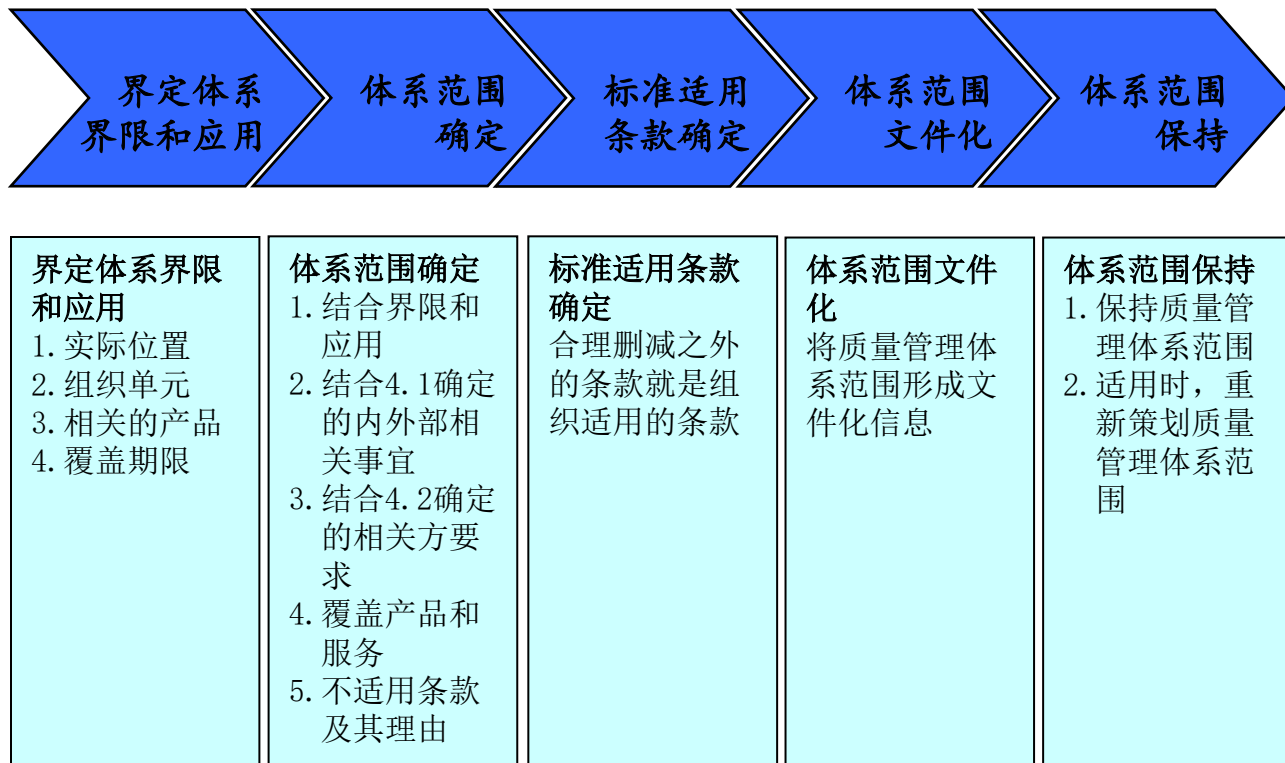 界定体系
界限和应用
体系范围
确定
标准适用
条款确定
体系范围
文件化
体系范围
保持
界定体系界限
和应用
1.实际位置
2.组织单元
3.相关的产品
4.覆盖期限
体系范围确定
1.结合界限和
应用
2.结合4.1确定
的内外部相
关事宜
3.结合4.2确定
的相关方要
求
4.覆盖产品和
服务
5.不适用条款
及其理由
标准适用条款
确定
合理删减之外
的条款就是组
织适用的条款
体系范围文件
化
将质量管理体
系范围形成文
件化信息
体系范围保持
1.保持质量管
理体系范围
2.适用时，重
新策划质量
管理体系范
围